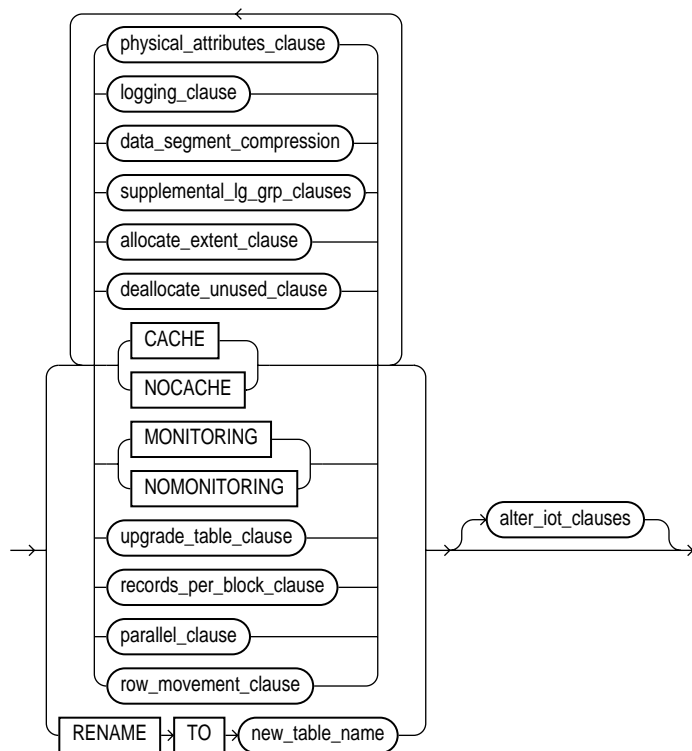 physical_attributes_clause
logging_clause
data_segment_compression
supplemental_lg_grp_clauses
allocate_extent_clause
deallocate_unused_clause
CACHE
NOCACHE
MONITORING
NOMONITORING
alter_iot_clauses
upgrade_table_clause
records_per_block_clause
parallel_clause
row_movement_clause
RENAME TO new_table_name